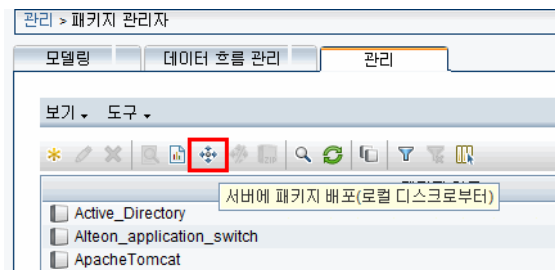 관리 > 패키지 관리자
모델링 데이터 흐름 관리 관리
보기 도구
서버에 패키지 배포(로컬 디스크로부터)
Active_Directory
Alteon_application_switch
ApacheTomcat